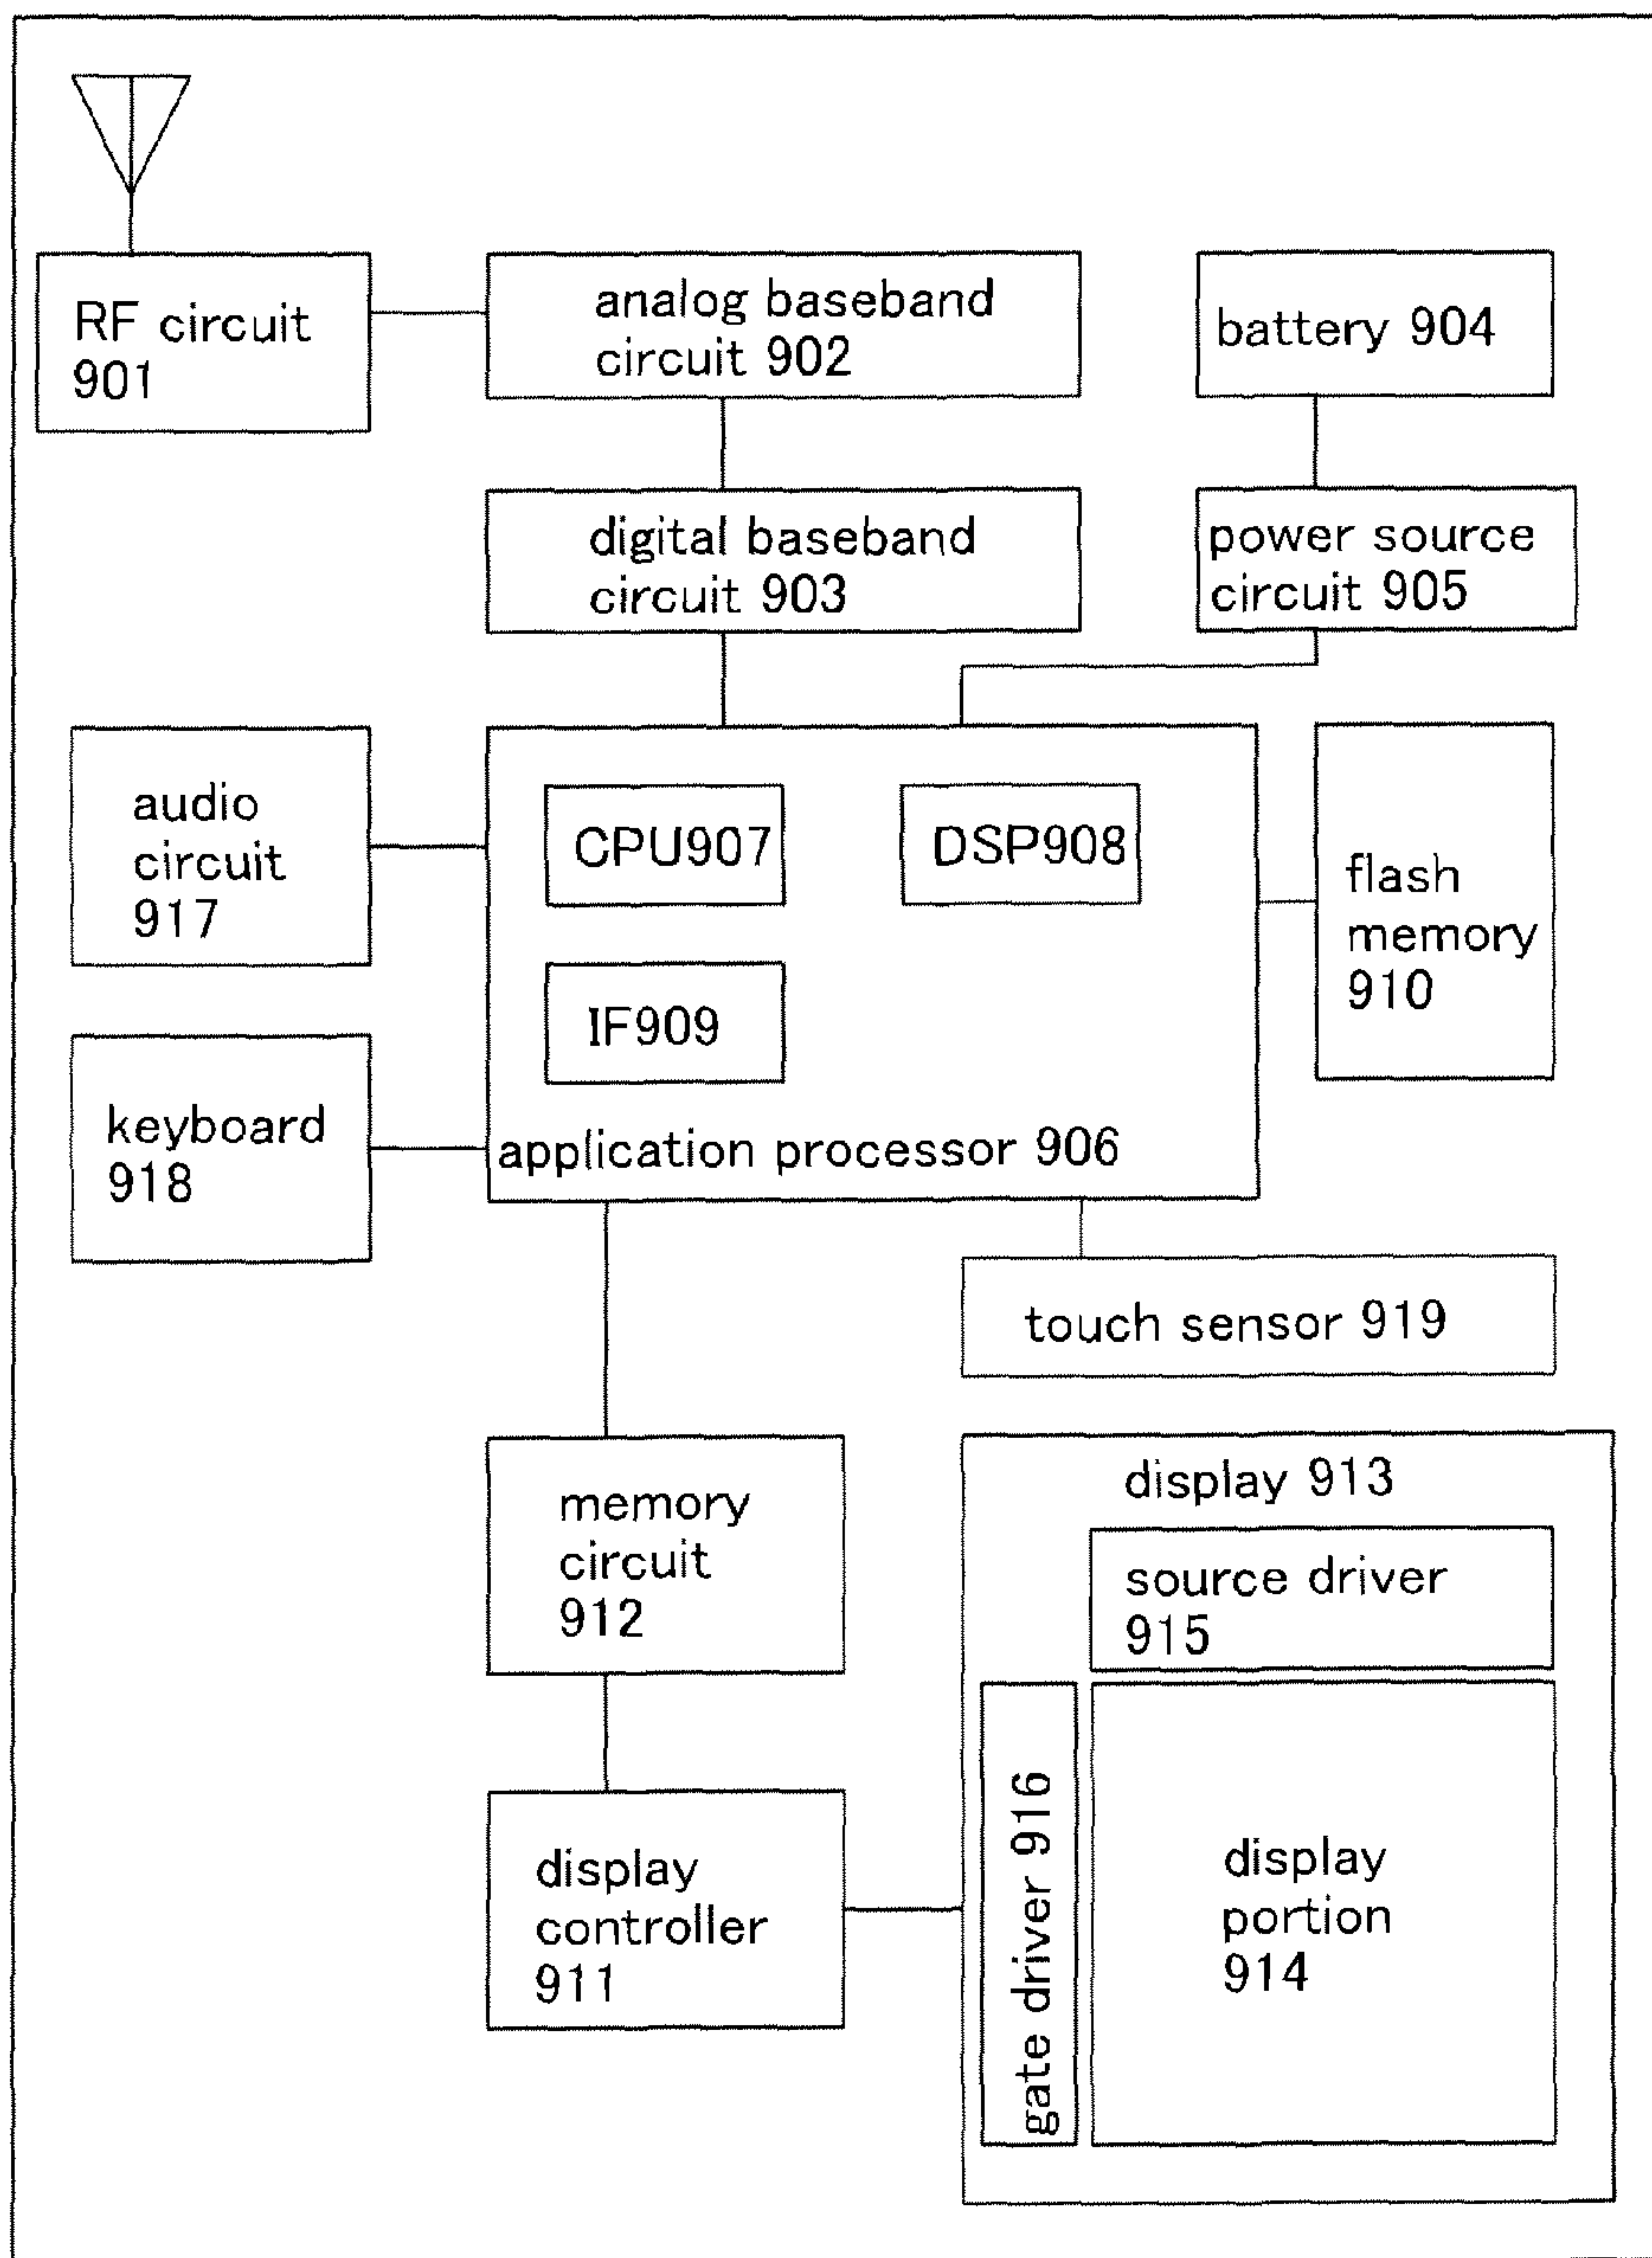 RF circuit
901
analog baseband
circuit 902
battery 904
digital baseband
circuit 903
power source
circuit 905
audio
circuit
917
CPU907
DSP908
flash
memory
910
IF909
keyboard
918
application processor 906
touch sensor 919
memory
circuit
912
display 913
source driver
915
display
controller
911
gate driver 916
display
portion
914